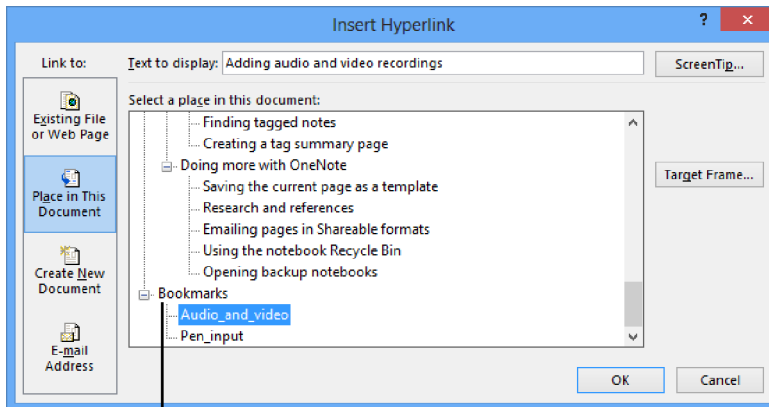 Insert Hyperlink
?
×
Link to:
Text to display: Adding audio and video recordings
ScreenTip...
Existing File
or Web Page
Place in This
Document
Create New
Document
E-mail
Address
Select a place in this document:
Finding tagged notes
Creating a tag summary page
Doing more with OneNote
Saving the current page as a template
Research and references
Emailing pages in Shareable formats
Using the notebook Recycle Bin
Opening backup notebooks
Bookmarks
Audio_and_video
Pen_input
Target Frame...
OK
Cancel